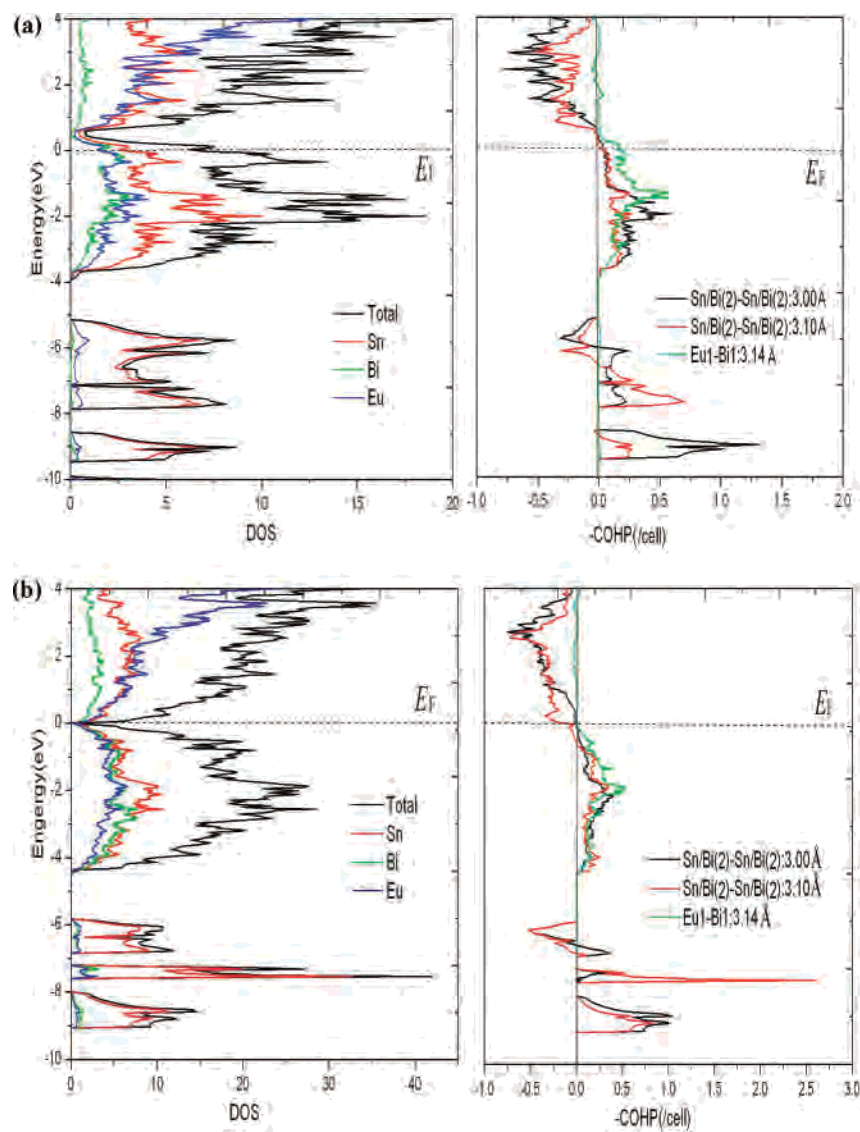 (a)
4
2
0
-2
-4
-6
-8
-10
Energy(eV)
E
Total
Sn
Bi
Eu
0 5 10 15 20
DOS
E F
Sn/Bi(2)-Sn/Bi(2):3.00Å
Sn/Bi(2)-Sn/Bi(2):3.10Å
Eu1-Bi1:3.14 Å
-1.0 -0.5 0.0 0.5 1.0 1.5 2.0
-COHP(/cell)
(b)
4
2
0
-2
-4
-6
-8
-10
Engergy(eV)
E F
Total
Sn
Bi
Eu
0 10 20 30 40
DOS
E F
Sn/Bi(2)-Sn/Bi(2):3.00Å
Sn/Bi(2)-Sn/Bi(2):3.10Å
Eu1-Bi1:3.14 Å
-1.0 -0.5 0.0 0.5 1.0 1.5 2.0 2.5 3.0
-COHP(/cell)